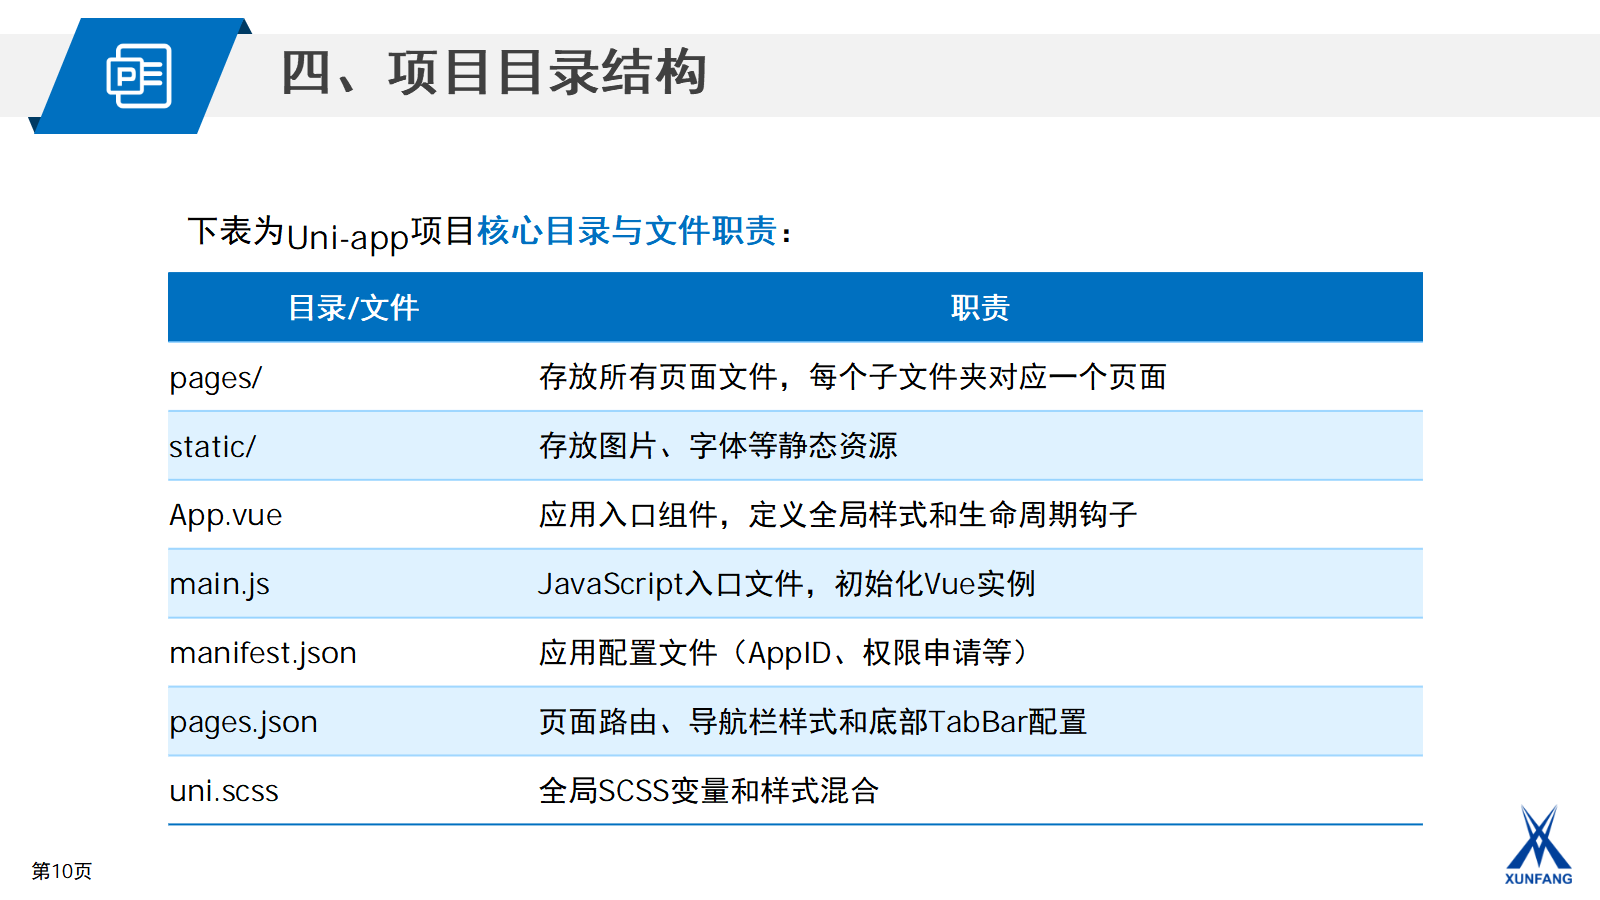 四、项目目录结构
下表为Uni-app项目核心目录与文件职责：
目录/文件 职责
pages/ 存放所有页面文件，每个子文件夹对应一个页面
static/ 存放图片、字体等静态资源
App.vue 应用入口组件，定义全局样式和生命周期钩子
main.js JavaScript入口文件，初始化Vue实例
manifest.json 应用配置文件（AppID、权限申请等）
pages.json 页面路由、导航栏样式和底部TabBar配置
uni.scss 全局SCSS变量和样式混合
第10页
XUNFANG